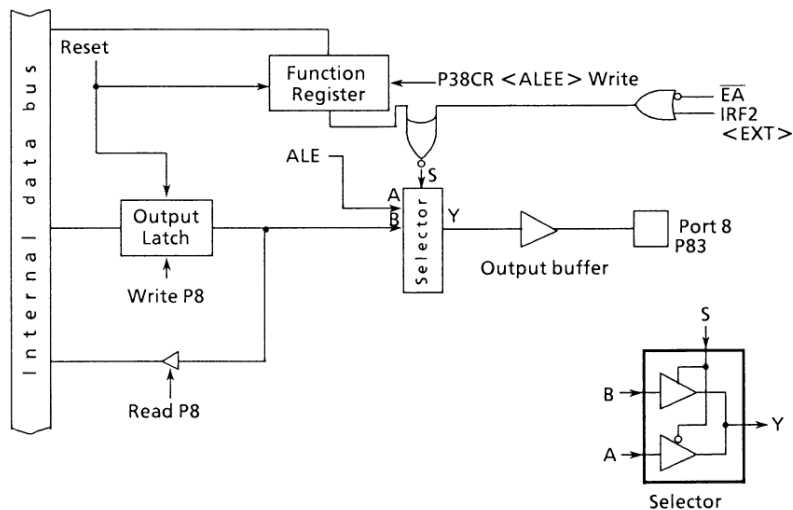 Internal data bus
Reset
Function
Register
P38CR <ALEE> Write
EA
IRF2
<EXT>
ALE
S
A
B
Selector
Y
Output
Latch
Write P8
Output buffer
Port 8
P83
Read P8
S
B
A
Y
Selector